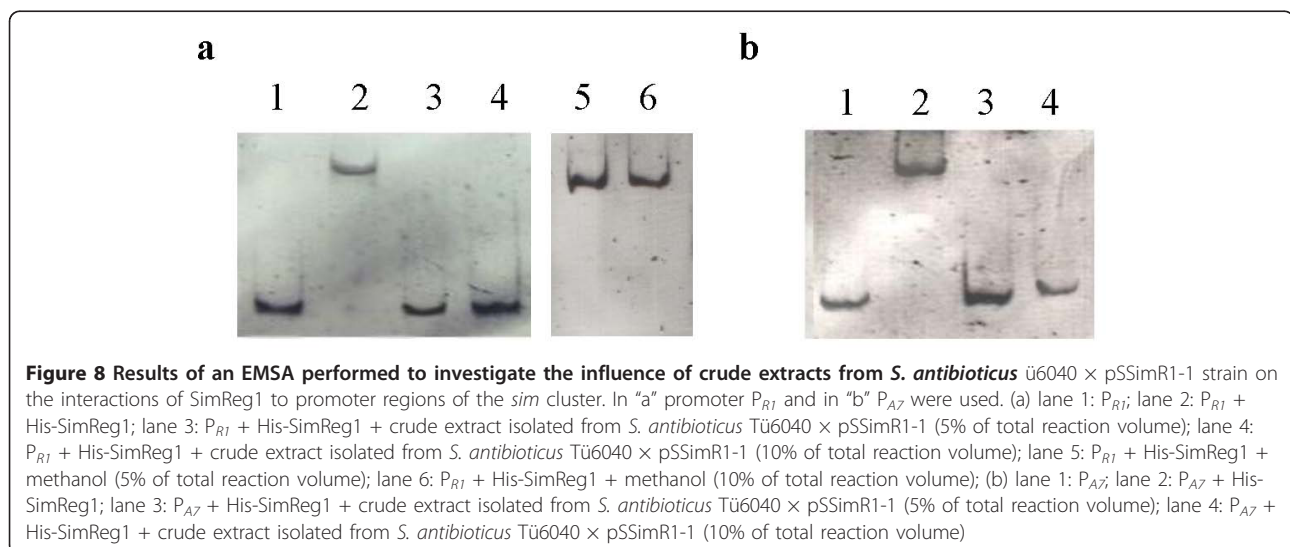 a
b
1 2 3 4 5 6
1 2 3 4
Figure 8 Results of an EMSA performed to investigate the influence of crude extracts from S. antibioticus ü6040 × pSSimR1-1 strain on
the interactions of SimReg1 to promoter regions of the sim cluster. In "a" promoter PR1 and in "b" PA7 were used. (a) lane 1: PR1; lane 2: PR1 +
His-SimReg1; lane 3: PR1 + His-SimReg1 + crude extract isolated from S. antibioticus Tü6040 × pSSimR1-1 (5% of total reaction volume); lane 4:
PR1 + His-SimReg1 + crude extract isolated from S. antibioticus Tü6040 × pSSimR1-1 (10% of total reaction volume); lane 5: PR1 + His-SimReg1 +
methanol (5% of total reaction volume); lane 6: PR1 + His-SimReg1 + methanol (10% of total reaction volume); (b) lane 1: PA7; lane 2: PA7 + His-
SimReg1; lane 3: PA7 + His-SimReg1 + crude extract isolated from S. antibioticus Tü6040 × pSSimR1-1 (5% of total reaction volume); lane 4: PA7 +
His-SimReg1 + crude extract isolated from S. antibioticus Tü6040 × pSSimR1-1 (10% of total reaction volume)